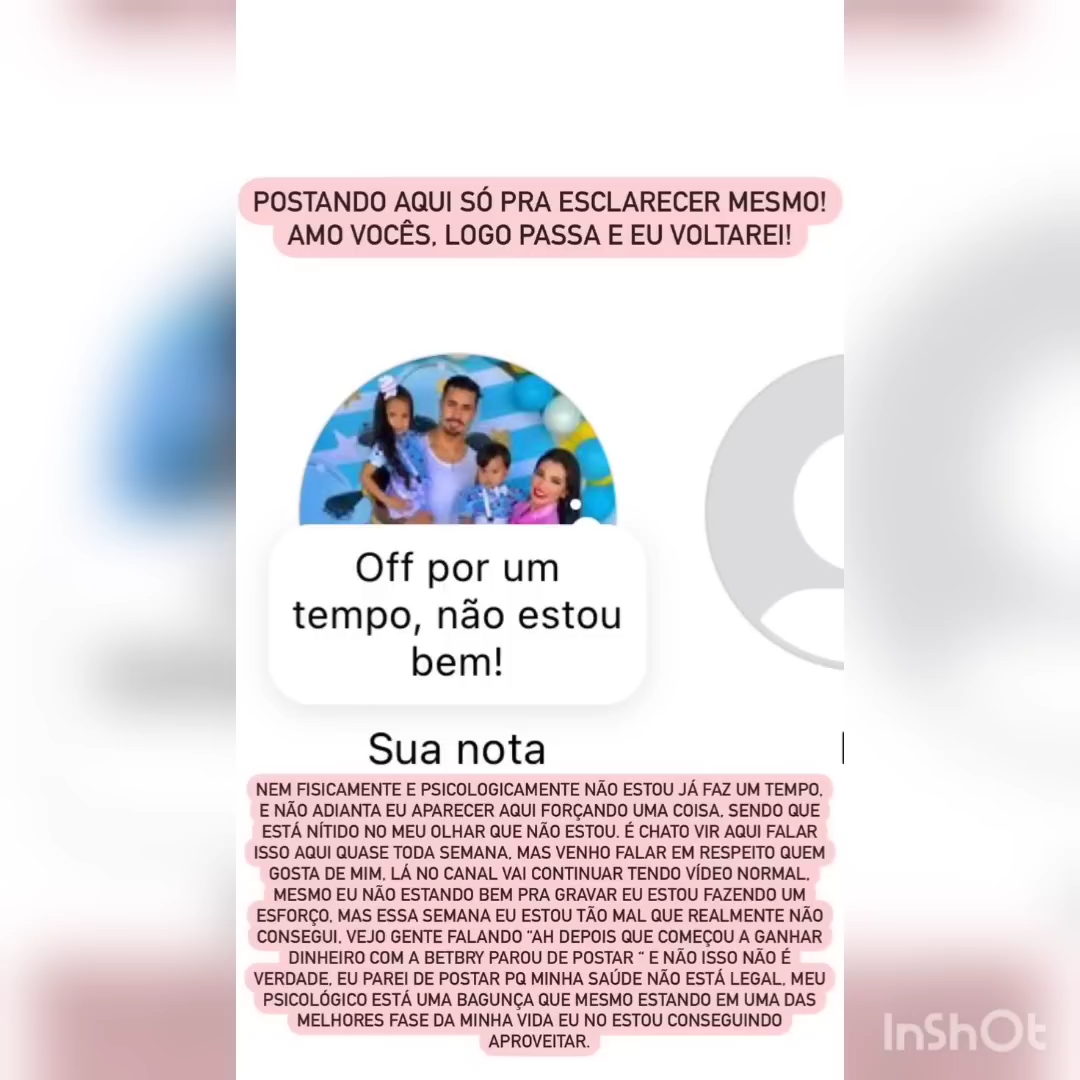 POSTANDO AQUI SÓ PRA ESCLARECER MESMO!
AMO VOCÊS, LOGO PASSA E EU VOLTAREI!
Off por um
tempo, não estou
bem!
Sua nota
NEM FISICAMENTE E PSICOLOGICAMENTE NÃO ESTOU JÁ FAZ UM TEMPO,
E NÃO ADIANTA EU APARECER AQUI FORÇANDO UMA COISA, SENDO QUE
ESTÁ NÍTIDO NO MEU OLHAR QUE NÃO ESTOU. É CHATO VIR AQUI FALAR
ISSO AQUI QUASE TODA SEMANA, MAS VENHO FALAR EM RESPEITO QUEM
GOSTA DE MIM, LÁ NO CANAL VAI CONTINUAR TENDO VÍDEO NORMAL,
MESMO EU NÃO ESTANDO BEM PRA GRAVAR EU ESTOU FAZENDO UM
ESFORÇO, MAS ESSA SEMANA EU ESTOU TÃO MAL QUE REALMENTE NÃO
CONSEGUI, VEJO GENTE FALANDO "AH DEPOIS QUE COMEÇOU A GANHAR
DINHEIRO COM A BETBRY PAROU DE POSTAR " E NÃO ISSO NÃO É
VERDADE, EU PAREI DE POSTAR PQ MINHA SAÚDE NÃO ESTÁ LEGAL, MEU
PSICOLÓGICO ESTÁ UMA BAGUNÇA QUE MESMO ESTANDO EM UMA DAS
MELHORES FASE DA MINHA VIDA EU NO ESTOU CONSEGUINDO
APROVEITAR.
InShOt